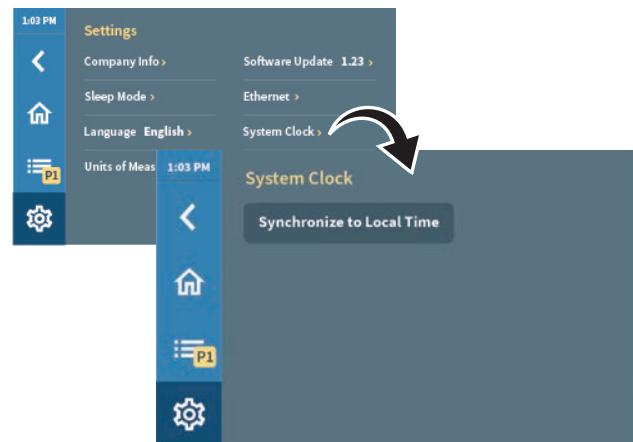 1:03 PM
Settings
Company Info >
Software Update 1.23 >
Sleep Mode >
Ethernet >
Language English >
System Clock >
P1
Units of Meas
1:03 PM
System Clock
Synchronize to Local Time
P1